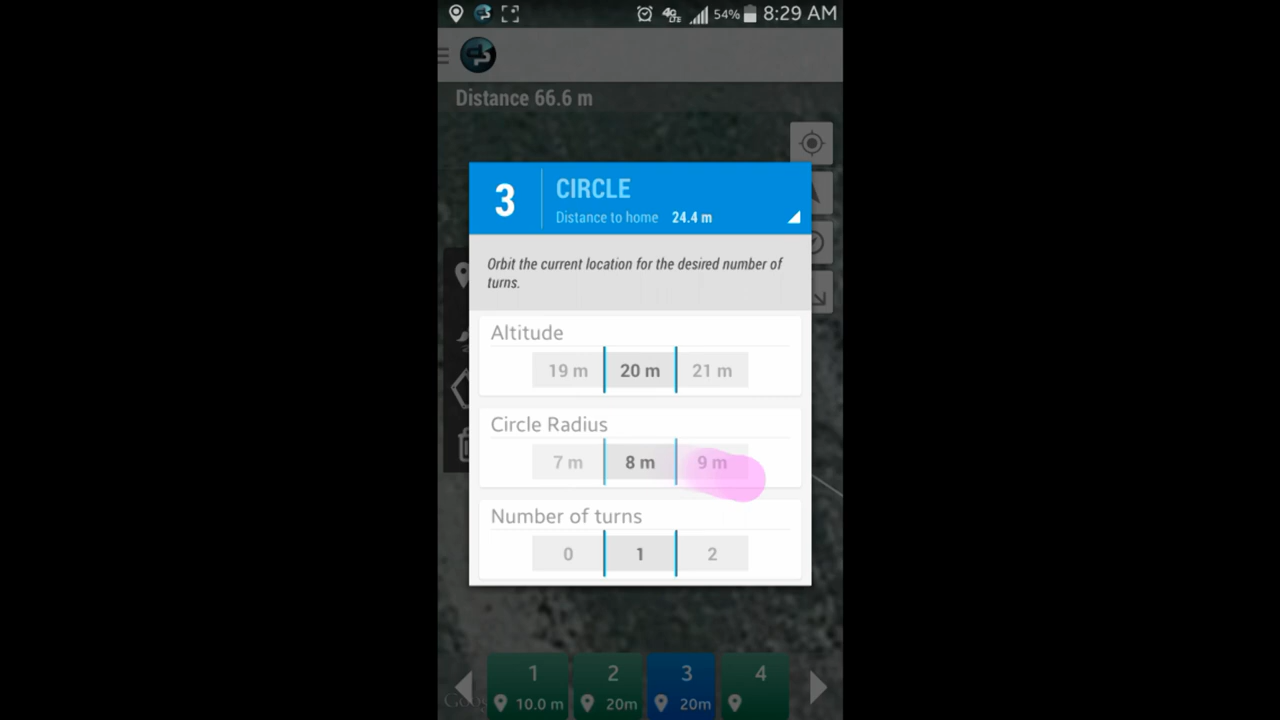 54% 8:29 AM
Distance 66.6 m
3 CIRCLE
Distance to home 24.4 m
Orbit the current location for the desired number of
turns.
Altitude
19 m 20 m 21 m
Circle Radius
7 m 8 m 9 m
Number of turns
0 1 2
1 2 3 4
10.0 m 20m 20m